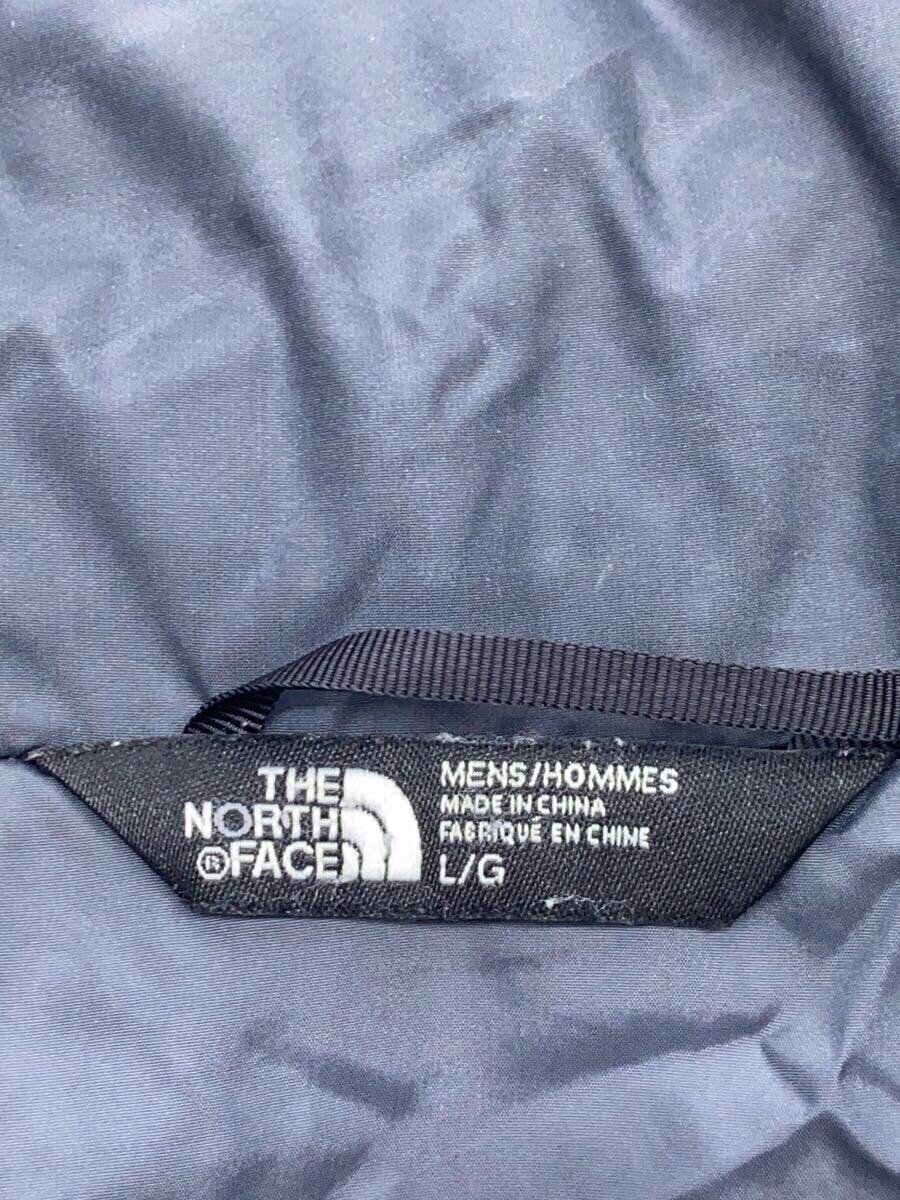 THE
NORTH
®FACE
MENS/HOMMES
MADE IN CHINA
FABRIQUÉ EN CHINE
L/G